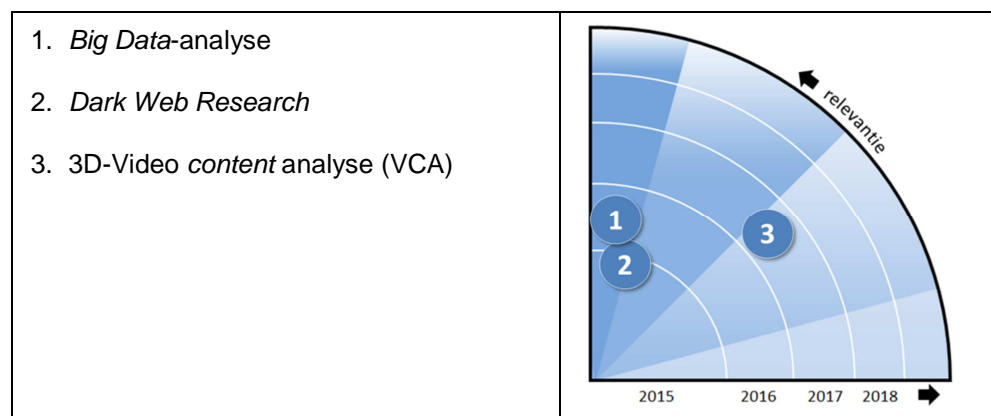 1. Big Data-analyse
2. Dark Web Research
3. 3D-Video content analyse (VCA)
relevantie
1
2
3
2015 2016 2017 2018